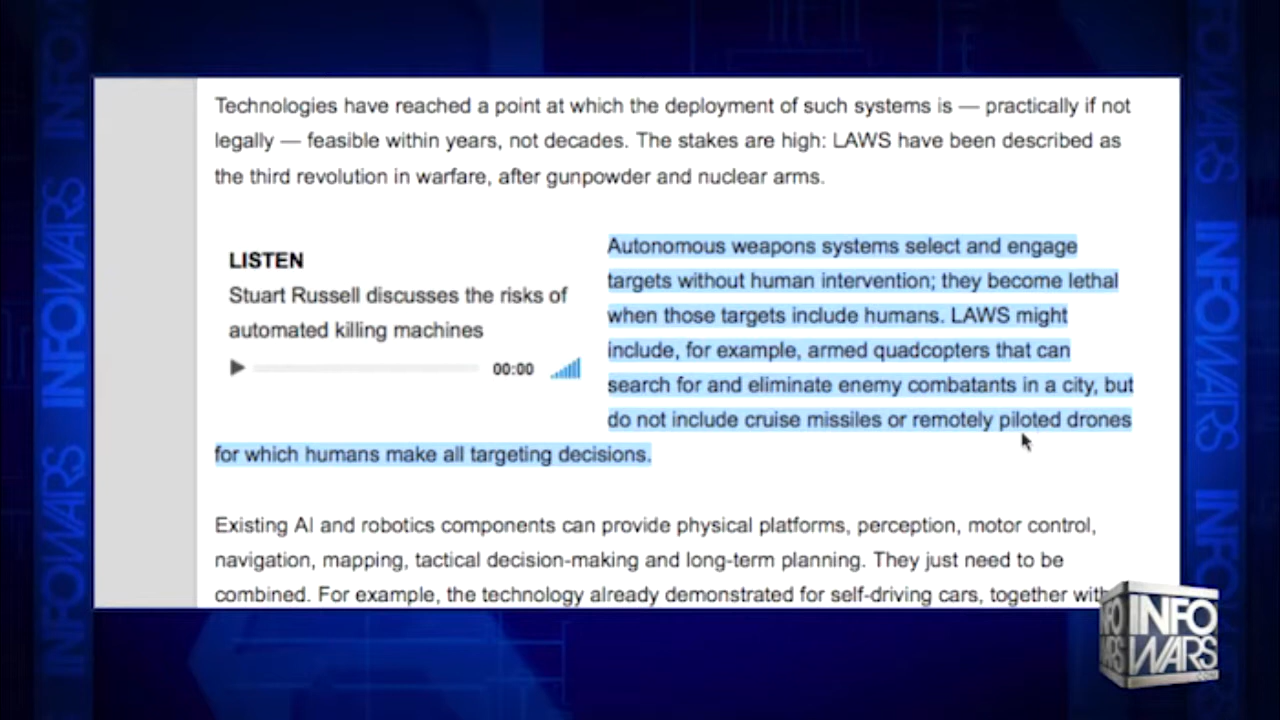 Technologies have reached a point at which the deployment of such systems is — practically if not
legally — feasible within years, not decades. The stakes are high: LAWS have been described as
the third revolution in warfare, after gunpowder and nuclear arms.
LISTEN
Stuart Russell discusses the risks of
automated killing machines
00:00
Autonomous weapons systems select and engage
targets without human intervention; they become lethal
when those targets include humans. LAWS might
include, for example, armed quadcopters that can
search for and eliminate enemy combatants in a city, but
do not include cruise missiles or remotely piloted drones
for which humans make all targeting decisions.
Existing AI and robotics components can provide physical platforms, perception, motor control,
navigation, mapping, tactical decision-making and long-term planning. They just need to be
combined. For example, the technology already demonstrated for self-driving cars, together with
INFO
WARS
.COM
INFOWARS
INFOWARS
INFOWARS
INFOWARS
INFOWARS
INFOWARS